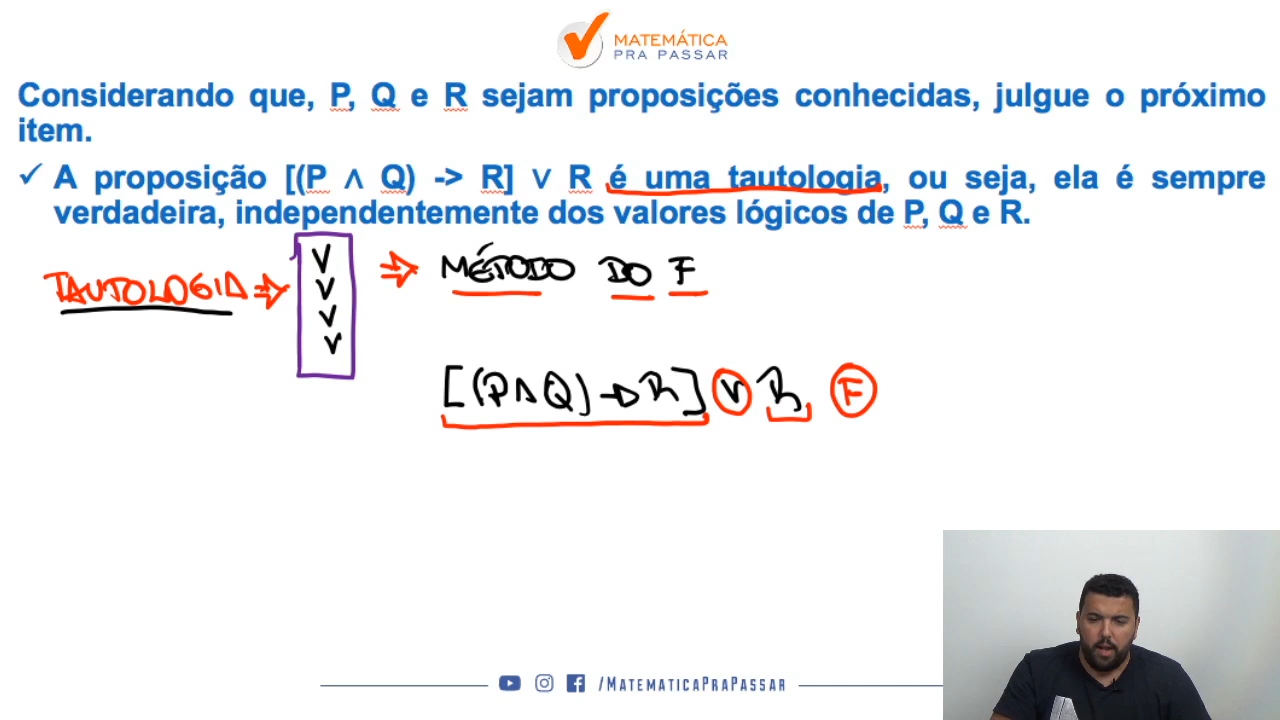 MATEMÁTICA
PRA PASSAR
Considerando que, P, Q e R sejam proposições conhecidas, julgue o próximo
item.
✓ A proposição [(P ∧ Q) -> R] ∨ R é uma tautologia, ou seja, ela é sempre
verdadeira, independentemente dos valores lógicos de P, Q e R.
TAUTOLOGIA ⇒ V ⇒ MÉTODO DO F
V
V
V
[(P∧Q)→R] ∨ R F
/MATEMATICAPRAPASSAR